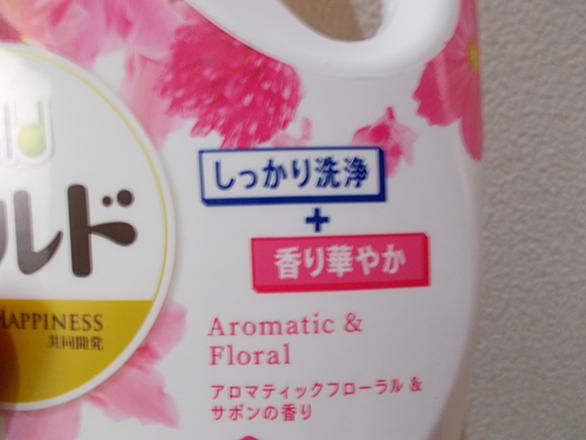 ルド
HAPPINESS
共同開発
しっかり洗浄
+
香り華やか
Aromatic &
Floral
アロマティックフローラル &
サボンの香り